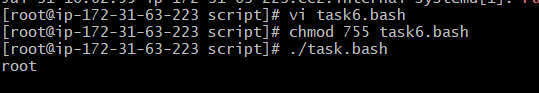 [root@ip-172-31-63-223 script]# vi task6.bash
[root@ip-172-31-63-223 script]# chmod 755 task6.bash
[root@ip-172-31-63-223 script]# ./task.bash
root